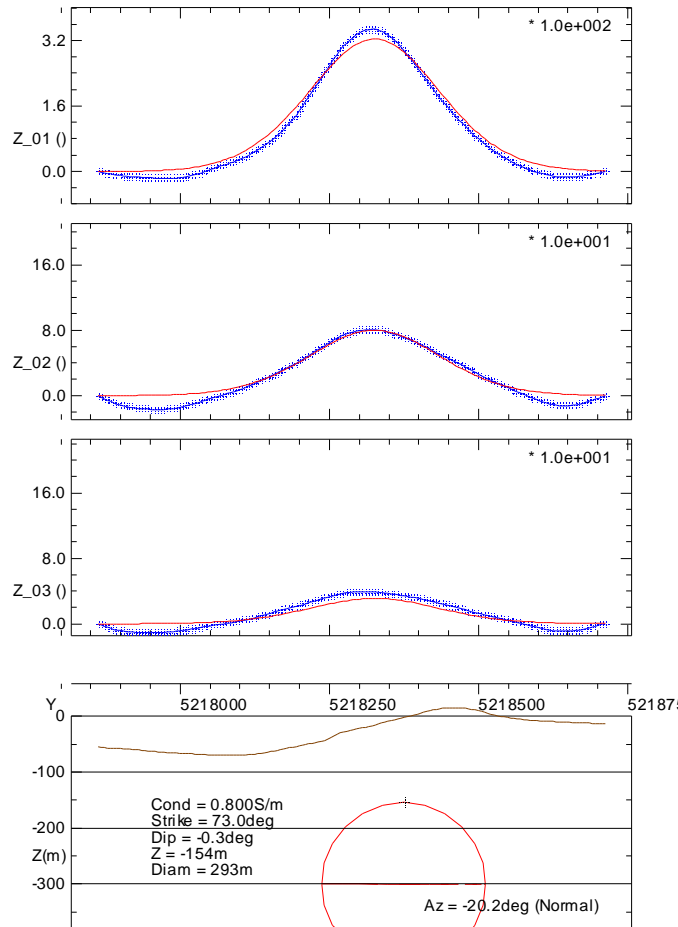 * 1.0e+002
3.2
1.6
Z_01 ()
0.0
* 1.0e+001
16.0
8.0
Z_02 ()
0.0
* 1.0e+001
16.0
8.0
Z_03 ()
0.0
Y 5218000 5218250 5218500 521875
0
-100
Cond = 0.800S/m
Strike = 73.0deg
-200
Dip = -0.3deg
Z(m) Z = -154m
Diam = 293m
-300
Az = -20.2deg (Normal)